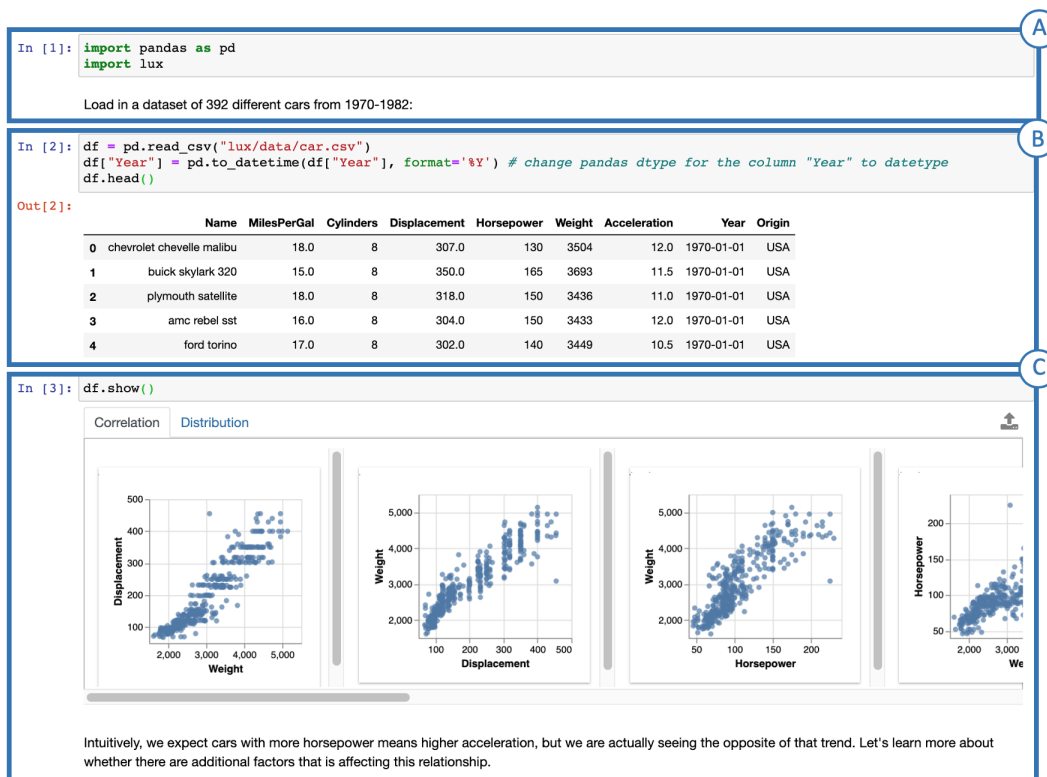 A
In [1]: import pandas as pd
import lux
Load in a dataset of 392 different cars from 1970-1982:
B
In [2]: df = pd.read_csv("lux/data/car.csv")
df["Year"] = pd.to_datetime(df["Year"], format='%Y') # change pandas dtype for the column "Year" to datetype
df.head()
Out[2]:
Name MilesPerGal Cylinders Displacement Horsepower Weight Acceleration Year Origin
0 chevrolet chevelle malibu 18.0 8 307.0 130 3504 12.0 1970-01-01 USA
1 buick skylark 320 15.0 8 350.0 165 3693 11.5 1970-01-01 USA
2 plymouth satellite 18.0 8 318.0 150 3436 11.0 1970-01-01 USA
3 amc rebel sst 16.0 8 304.0 150 3433 12.0 1970-01-01 USA
4 ford torino 17.0 8 302.0 140 3449 10.5 1970-01-01 USA
C
In [3]: df.show()
Correlation Distribution
500
400
300
200
100
Displacement
2,000 3,000 4,000 5,000
Weight
5,000
4,000
3,000
2,000
Weight
100 200 300 400 500
Displacement
5,000
4,000
3,000
2,000
Weight
50 100 150 200
Horsepower
200
150
100
50
Horsepower
2,000 3,000
We
Intuitively, we expect cars with more horsepower means higher acceleration, but we are actually seeing the opposite of that trend. Let's learn more about
whether there are additional factors that is affecting this relationship.